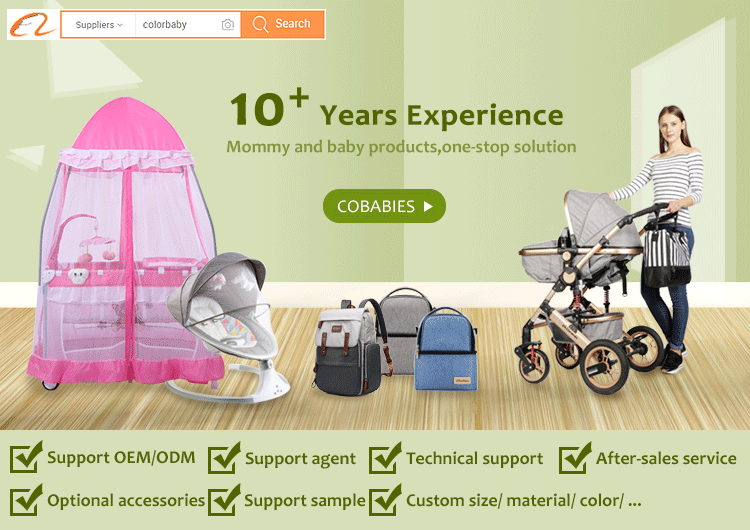 Suppliers colorbaby Search
10+ Years Experience
Mommy and baby products,one-stop solution
COBABIES
Support OEM/ODM Support agent Technical support After-sales service
Optional accessories Support sample Custom size/ material/ color/ ...